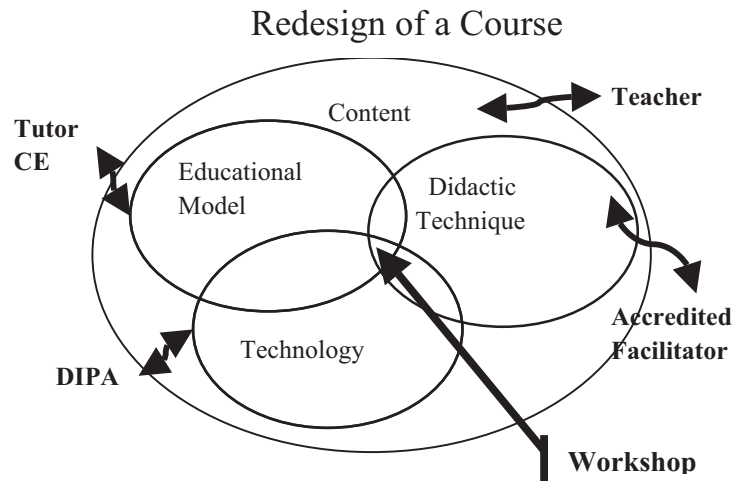 Redesign of a Course
Content
Teacher
Tutor
CE
Educational
Model
Didactic
Technique
Accredited
Facilitator
Technology
DIPA
Workshop